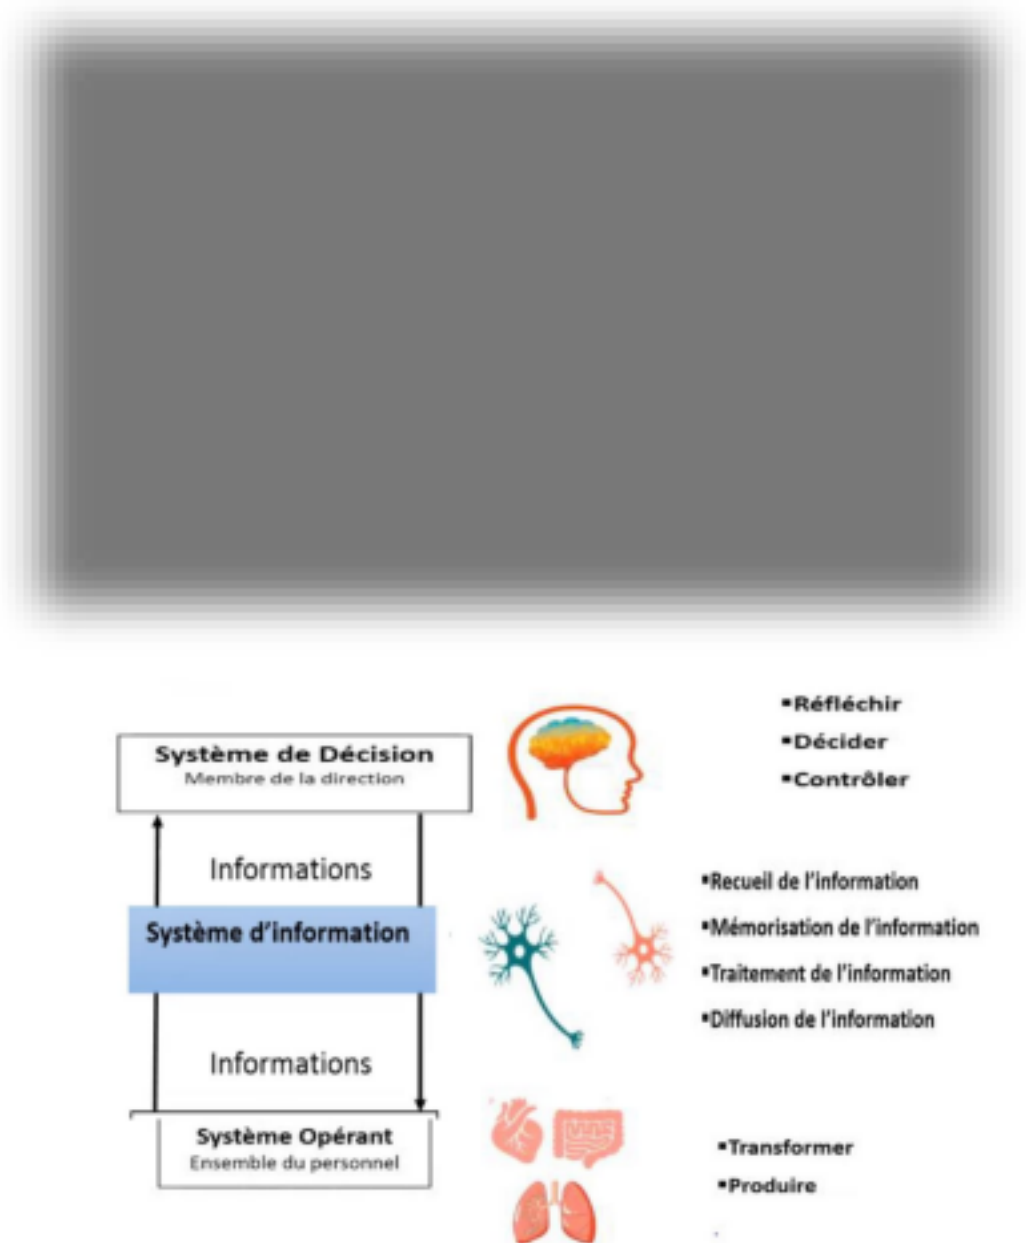 Système de Décision
Membre de la direction
▪Réfléchir
▪Décider
▪Contrôler
Informations
Système d'information
▪Recueil de l'information
▪Mémorisation de l'information
▪Traitement de l'information
▪Diffusion de l'information
Informations
Système Opérant
Ensemble du personnel
▪Transformer
▪Produire